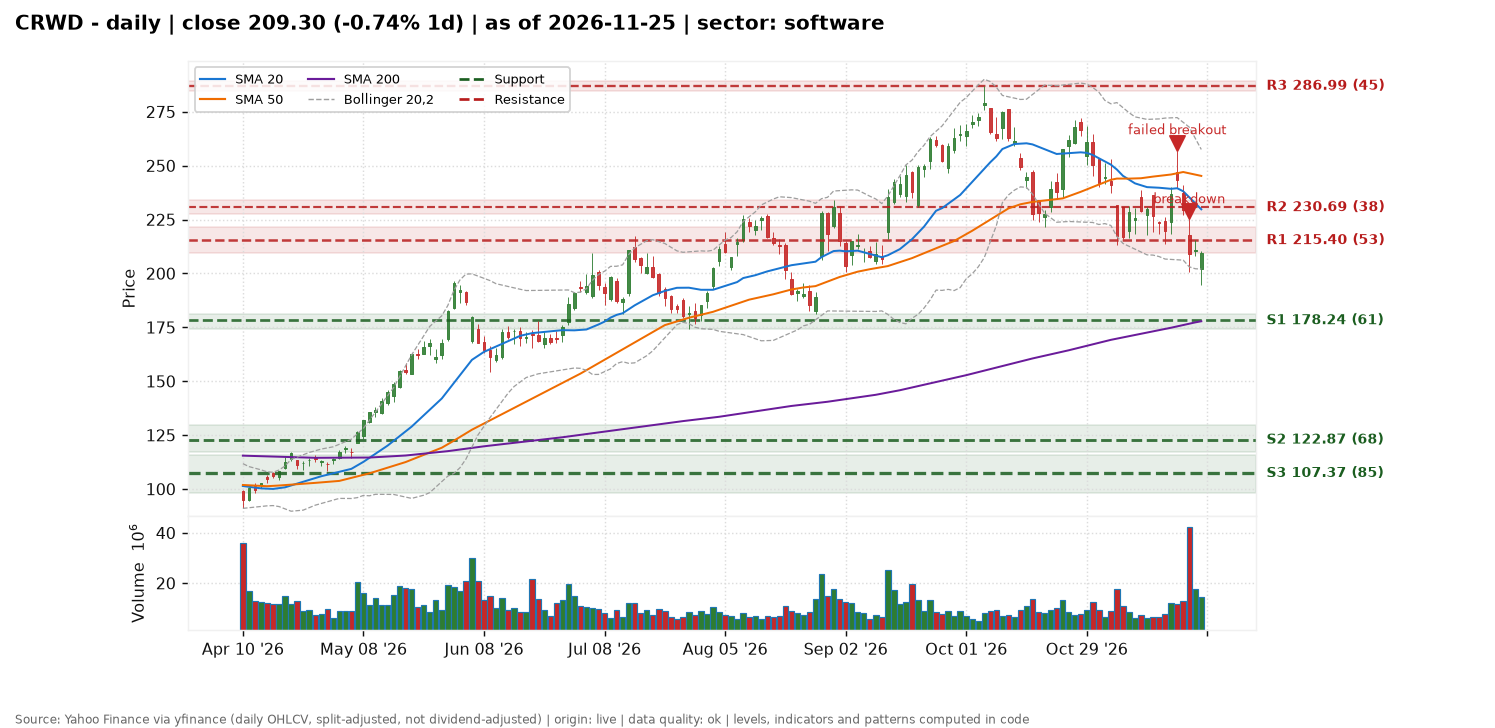 CRWD - daily | close 209.30 (-0.74% 1d) | as of 2026-11-25 | sector: software
SMA 20
SMA 50
SMA 200
Bollinger 20,2
Support
Resistance
R3 286.99 (45)
failed breakout
breakdown
R2 230.69 (38)
R1 215.40 (53)
S1 178.24 (61)
S2 122.87 (68)
S3 107.37 (85)
Price
275
250
225
200
175
150
125
100
Volume 10⁶
40
20
Apr 10 '26
May 08 '26
Jun 08 '26
Jul 08 '26
Aug 05 '26
Sep 02 '26
Oct 01 '26
Oct 29 '26
Source: Yahoo Finance via yfinance (daily OHLCV, split-adjusted, not dividend-adjusted) | origin: live | data quality: ok | levels, indicators and patterns computed in code